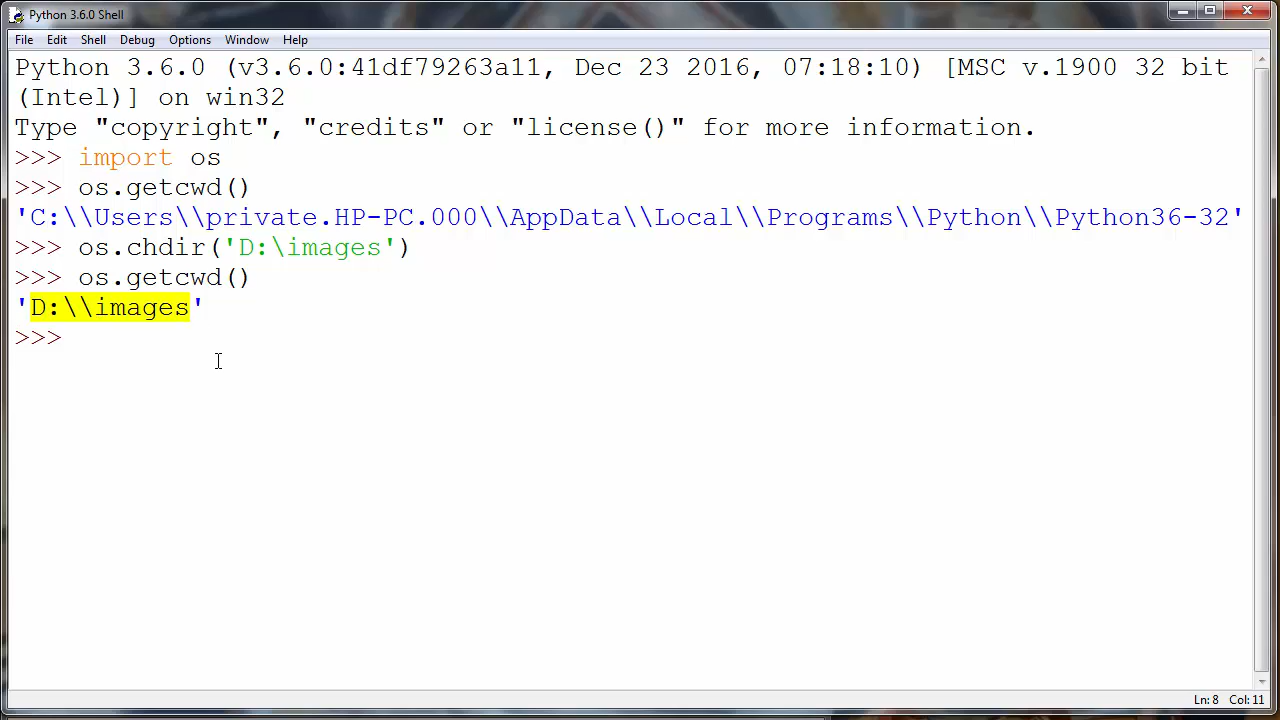 Python 3.6.0 Shell
File Edit Shell Debug Options Window Help
Python 3.6.0 (v3.6.0:41df79263a11, Dec 23 2016, 07:18:10) [MSC v.1900 32 bit
(Intel)] on win32
Type "copyright", "credits" or "license()" for more information.
>>> import os
>>> os.getcwd()
'C:\\Users\\private.HP-PC.000\\AppData\\Local\\Programs\\Python\\Python36-32'
>>> os.chdir('D:\images')
>>> os.getcwd()
'D:\\images'
>>>
Ln: 8 Col: 11